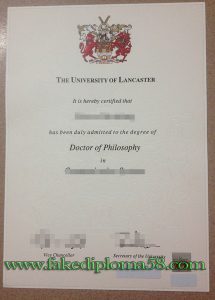 THE UNIVERSITY OF LANCASTER
It is hereby certified that
has been duly admitted to the degree of
Doctor of Philosophy
in
www.fakediploma58.com
Vice Chancellor
Secretary of the University